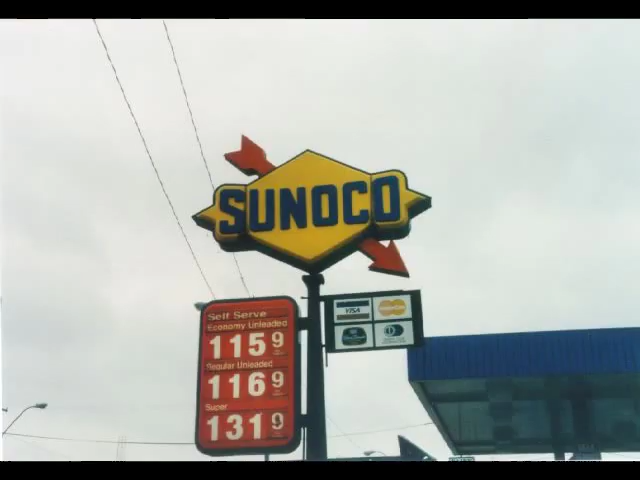 SUNOCO
Self Serve
Economy Unleaded
115 9
Regular Unleaded
116 9
Super
131 9
VISA